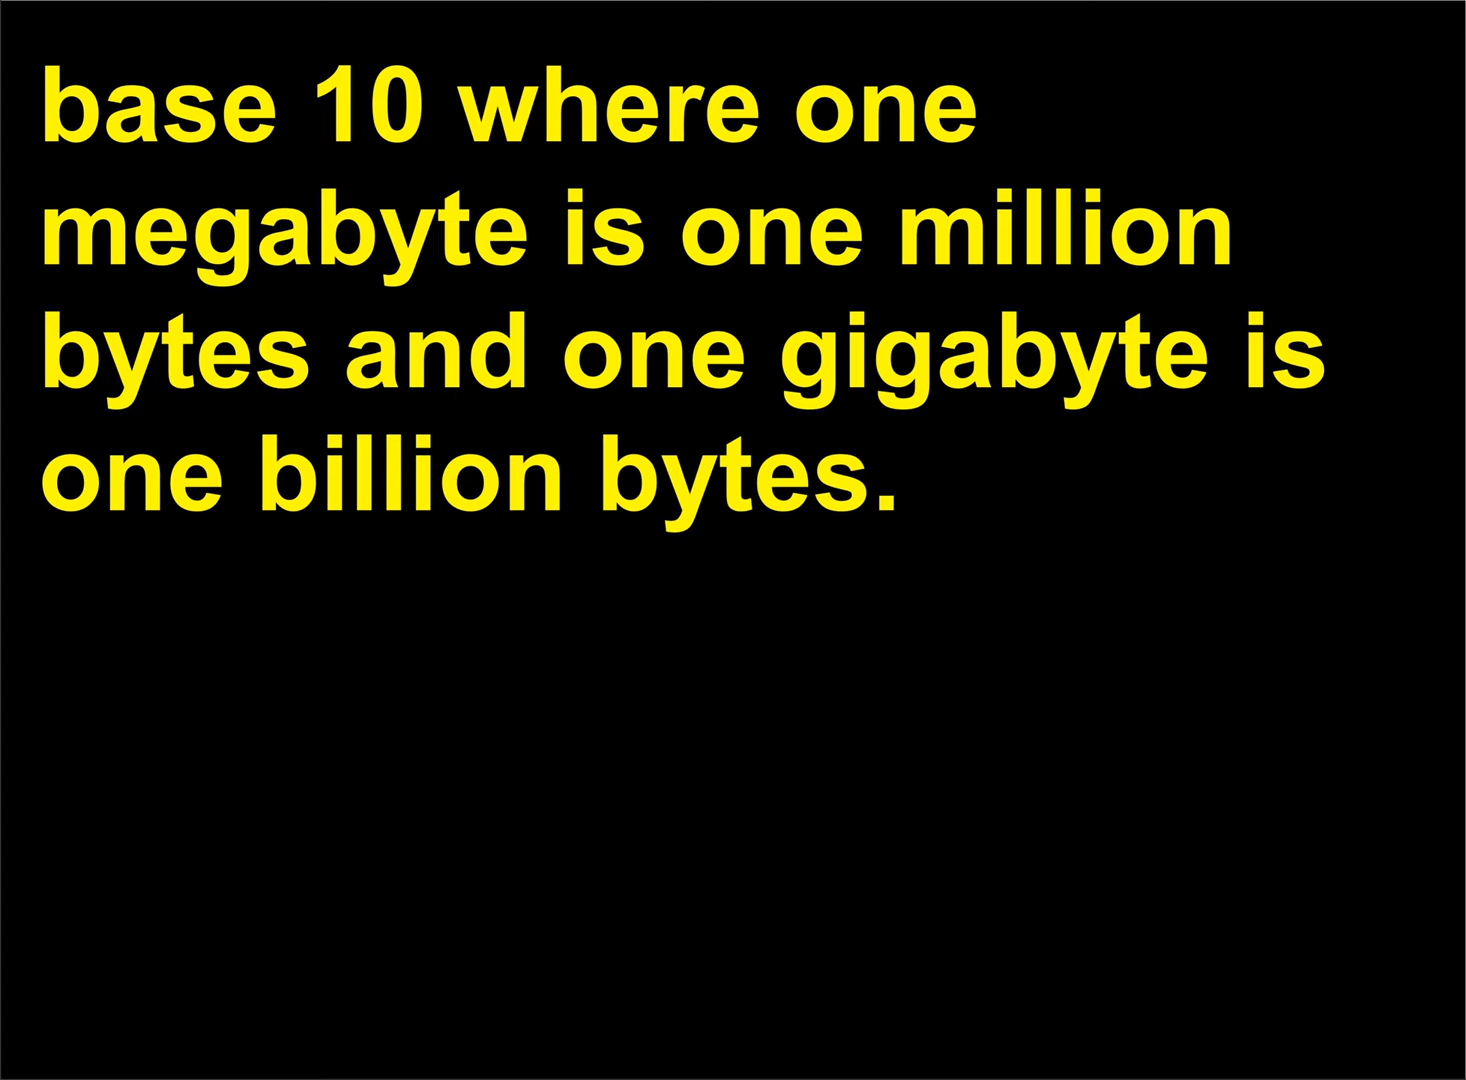 base 10 where one
megabyte is one million
bytes and one gigabyte is
one billion bytes.